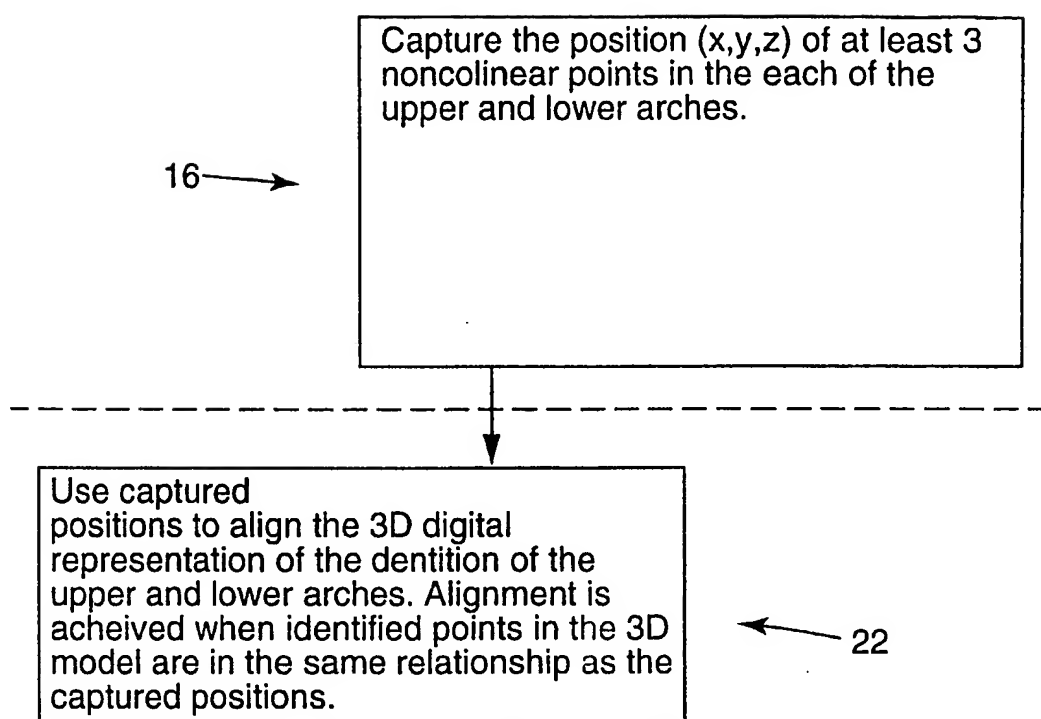 Capture the position (x,y,z) of at least 3
noncolinear points in the each of the
upper and lower arches.
16
Use captured
positions to align the 3D digital
representation of the dentition of the
upper and lower arches. Alignment is
acheived when identified points in the 3D
model are in the same relationship as the
captured positions.
22